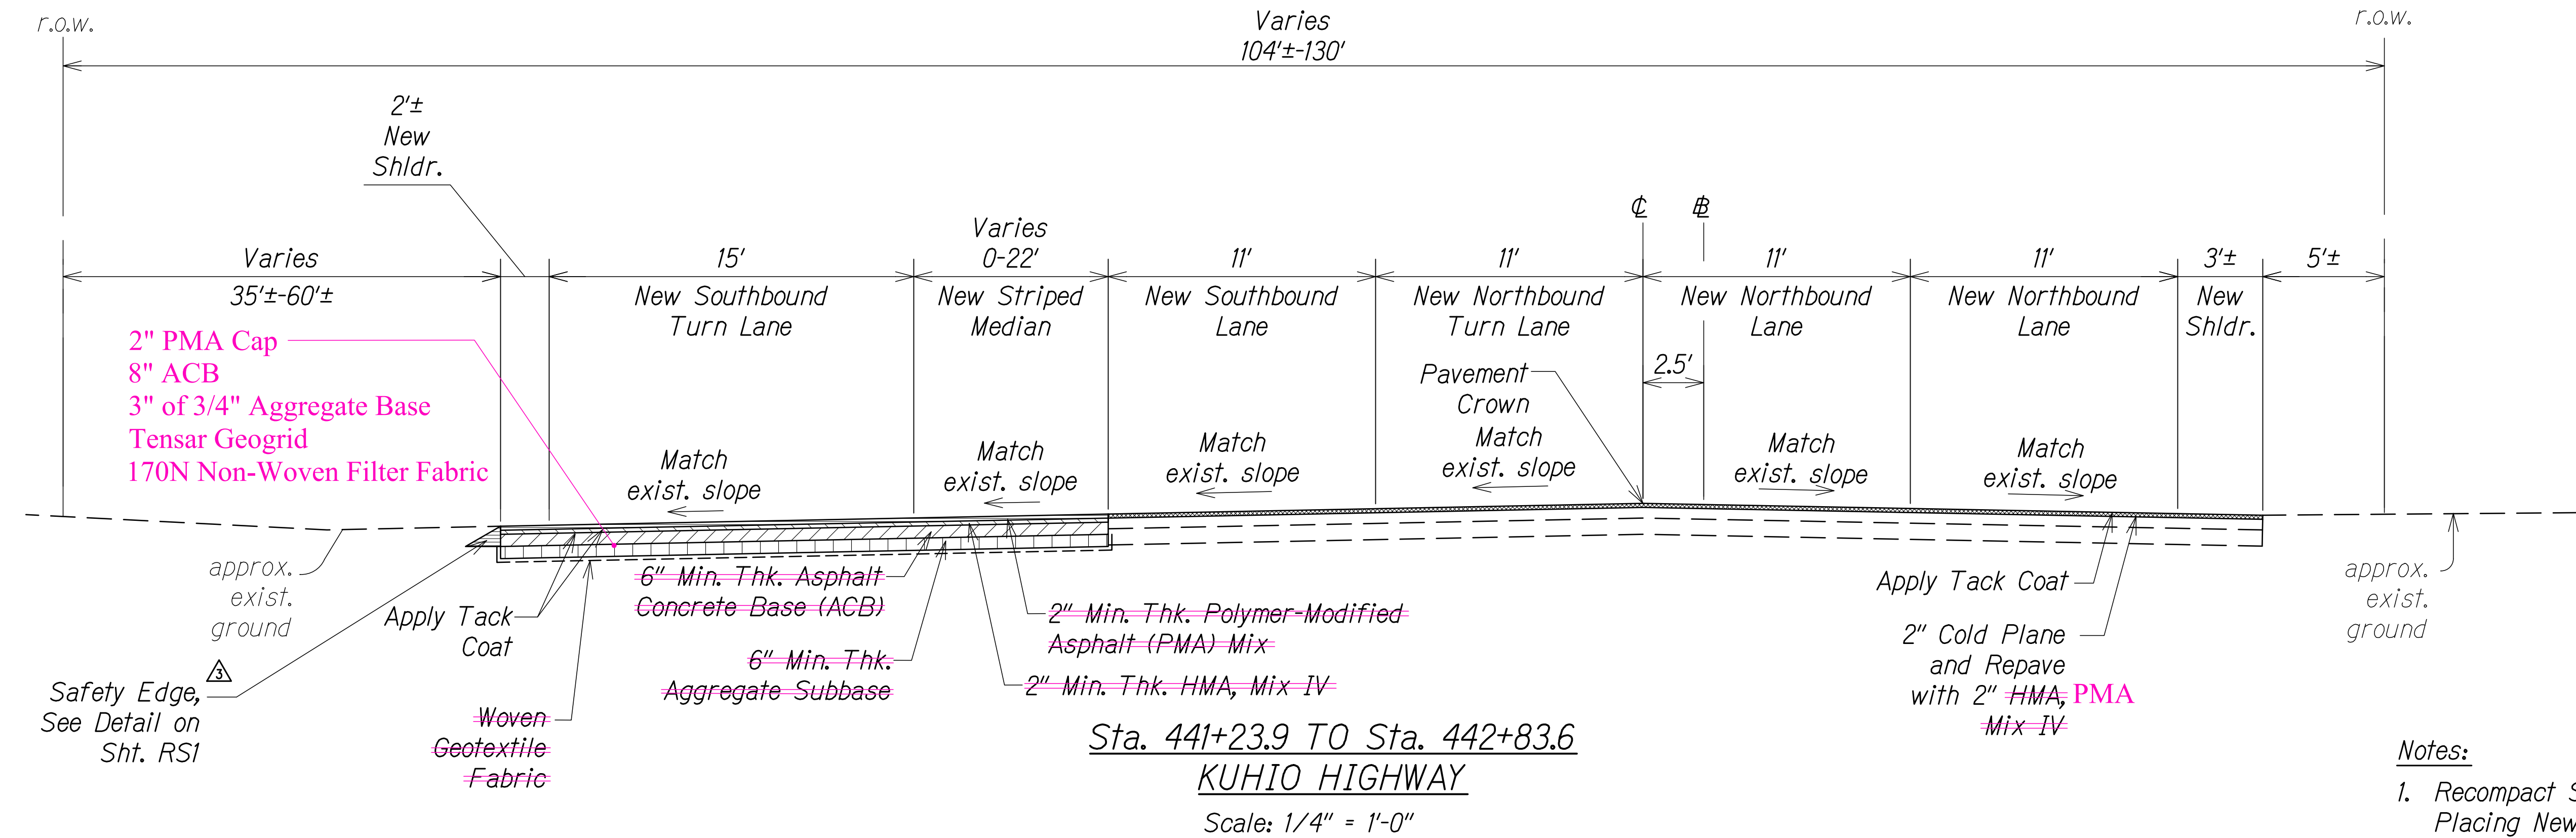 r.o.w.
Varies
104'±-130'
r.o.w.
2'±
New
Shldr.
℄ 
Varies
35'±-60'±
15'
New Southbound
Turn Lane
Varies
0-22'
New Striped
Median
11'
New Southbound
Lane
11'
New Northbound
Turn Lane
11'
New Northbound
Lane
11'
New Northbound
Lane
3'±
New
Shldr.
5'±
2.5'
2" PMA Cap
8" ACB
3" of 3/4" Aggregate Base
Tensar Geogrid
170N Non-Woven Filter Fabric
Pavement
Crown
Match
exist. slope
Match
exist. slope
Match
exist. slope
Match
exist. slope
Match
exist. slope
Match
exist. slope
approx.
exist.
ground
Apply Tack
Coat
6" Min. Thk. Asphalt
Concrete Base (ACB)
6" Min. Thk.
Aggregate Subbase
2" Min. Thk. Polymer-Modified
Asphalt (PMA) Mix
2" Min. Thk. HMA, Mix IV
Woven
Geotextile
Fabric
3
Safety Edge,
See Detail on
Sht. RS1
Apply Tack Coat
2" Cold Plane
and Repave
with 2" HMA, PMA
Mix IV
approx.
exist.
ground
Sta. 441+23.9 TO Sta. 442+83.6
KUHIO HIGHWAY
Scale: 1/4" = 1'-0"
Notes:
1. Recompact S
Placing New